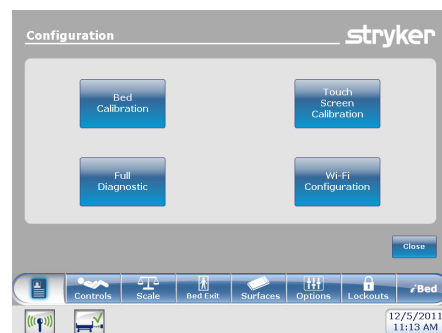 Configuration
stryker
Bed
Calibration
Touch
Screen
Calibration
Full
Diagnostic
Wi-Fi
Configuration
Close
Controls
Scale
Bed Exit
Surfaces
Options
Lockouts
iBed
12/5/2011
11:13 AM